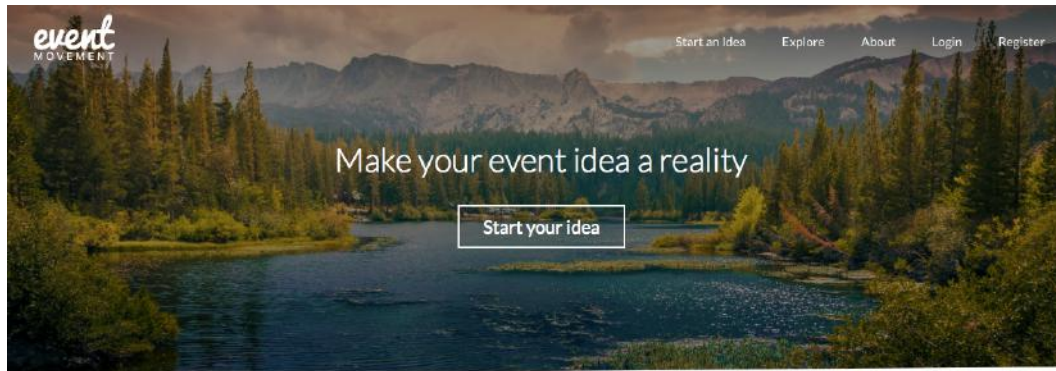 event
MOVEMENT
Start an Idea Explore About Login Register
Make your event idea a reality
Start your idea